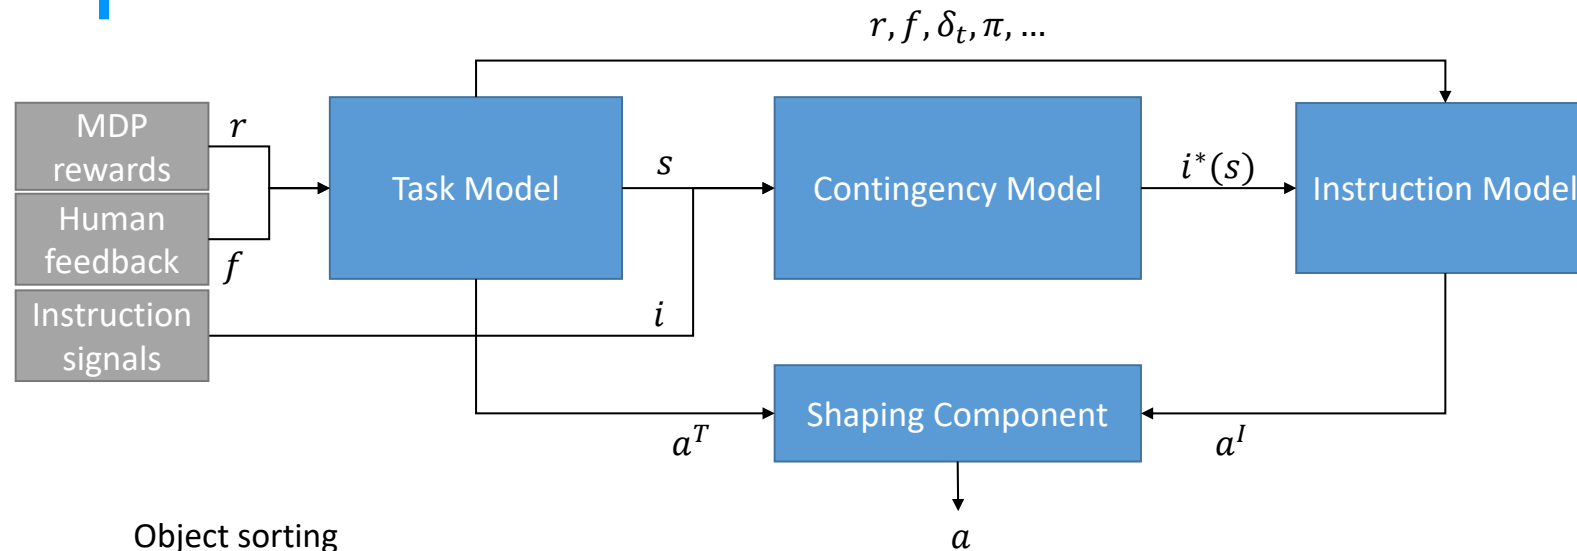 r, f, δ_t, π, …
MDP
rewards
r
Human
feedback
f
Instruction
signals
Task Model
s
i
Contingency Model
i*(s)
Instruction Model
Shaping Component
a^T
a^I
a
Object sorting